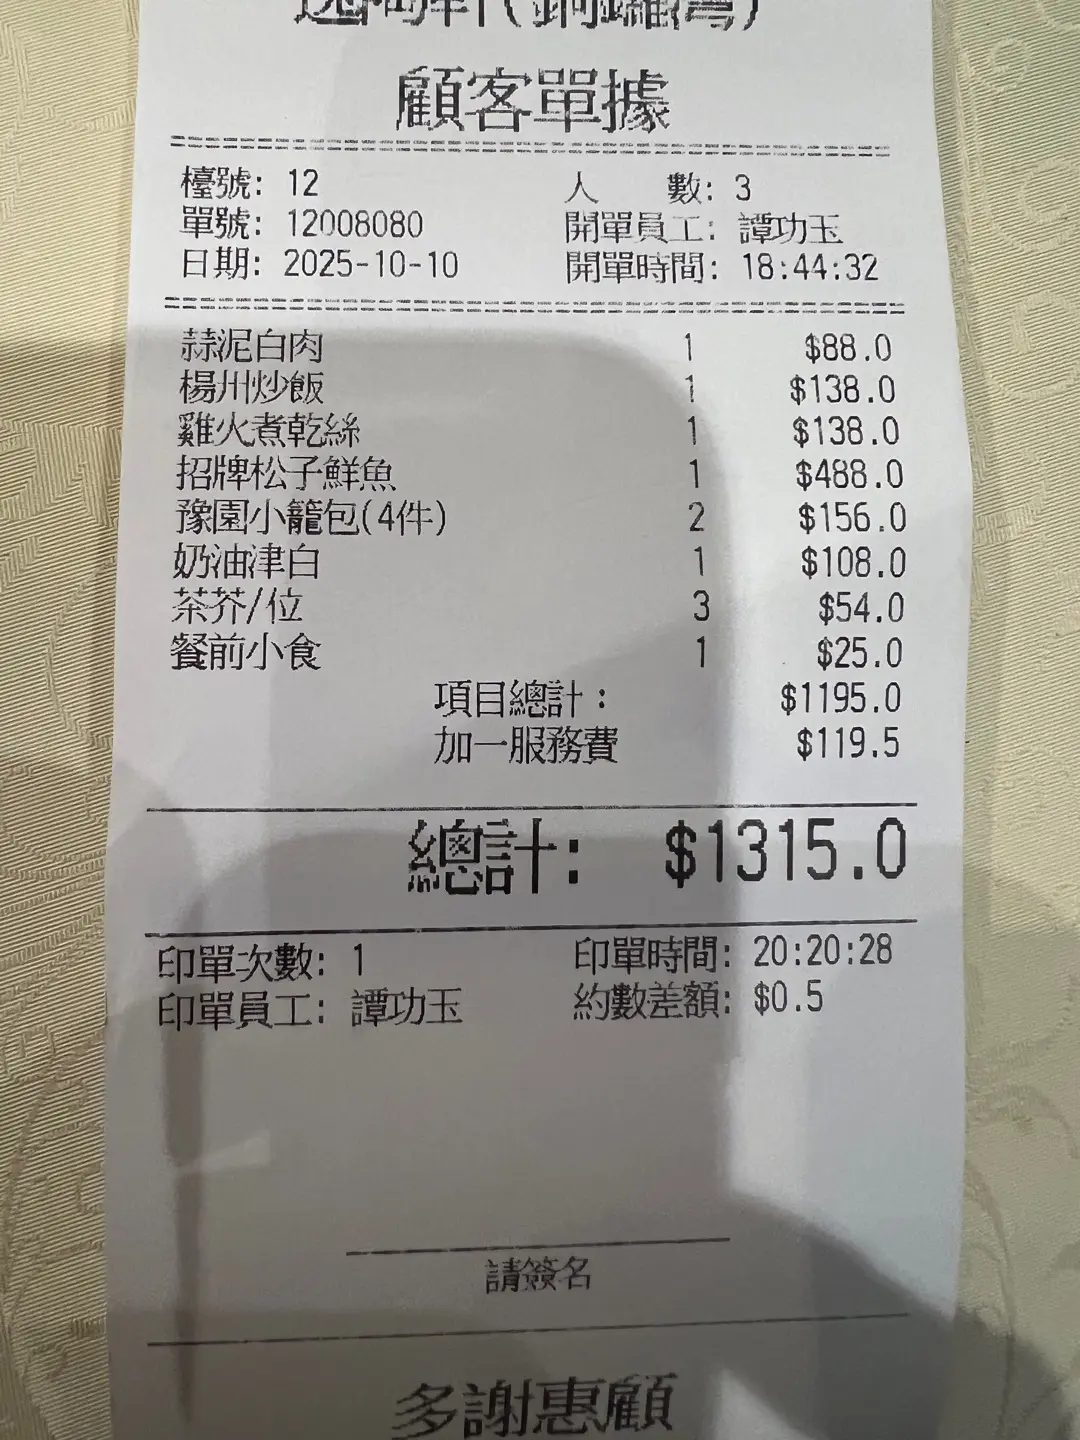 (銅鑼灣)
顧客單據
檯號: 12 人 數: 3
單號: 12008080 開單員工: 譚功玉
日期: 2025-10-10 開單時間: 18:44:32
蒜泥白肉 1 $88.0
楊州炒飯 1 $138.0
雞火煮乾絲 1 $138.0
招牌松子鮮魚 1 $488.0
豫園小籠包(4件) 2 $156.0
奶油津白 1 $108.0
茶芥/位 3 $54.0
餐前小食 1 $25.0
項目總計: $1195.0
加一服務費 $119.5
總計: $1315.0
印單次數: 1 印單時間: 20:20:28
印單員工: 譚功玉 約數差額: $0.5
請簽名
多謝惠顧